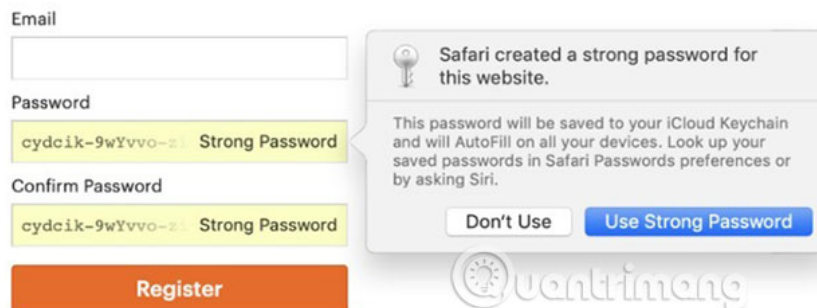 Email
Password
cydcik-9wYvvo-z
Strong Password
Confirm Password
cydcik-9wYvvo-z
Strong Password
Register
Safari created a strong password for
this website.
This password will be saved to your iCloud Keychain
and will AutoFill on all your devices. Look up your
saved passwords in Safari Passwords preferences or
by asking Siri.
Don't Use
Use Strong Password
Quantrimang